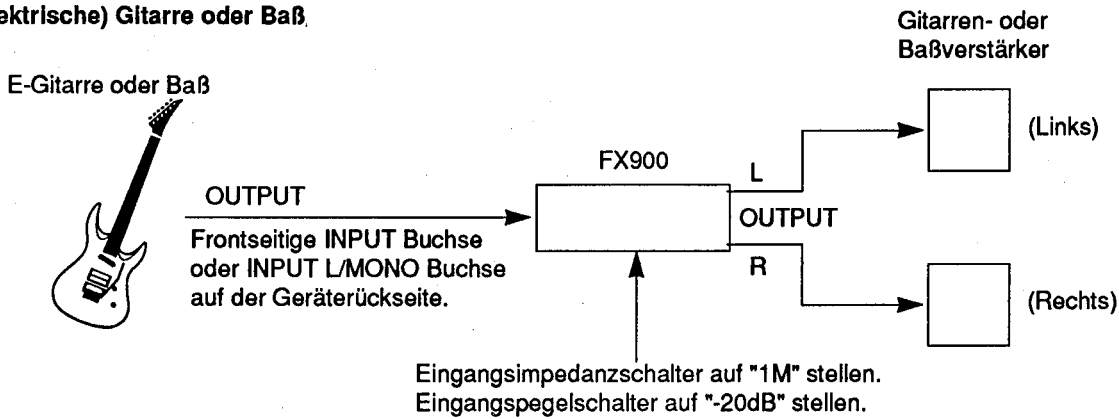 ektrische) Gitarre oder Baß
Gitarren- oder
Baßverstärker
E-Gitarre oder Baß
(Links)
FX900
L
OUTPUT
OUTPUT
Frontseitige INPUT Buchse
oder INPUT L/MONO Buchse
auf der Geräterückseite.
R
(Rechts)
Eingangsimpedanzschalter auf "1M" stellen.
Eingangspegelschalter auf "-20dB" stellen.